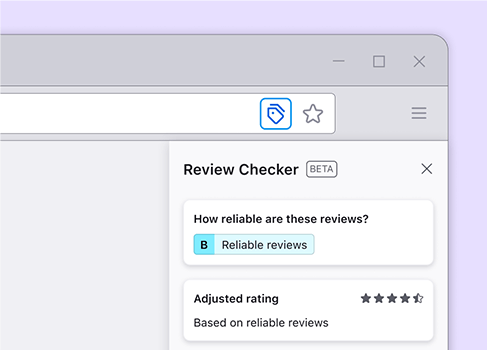 Review Checker BETA
How reliable are these reviews?
B Reliable reviews
Adjusted rating
Based on reliable reviews